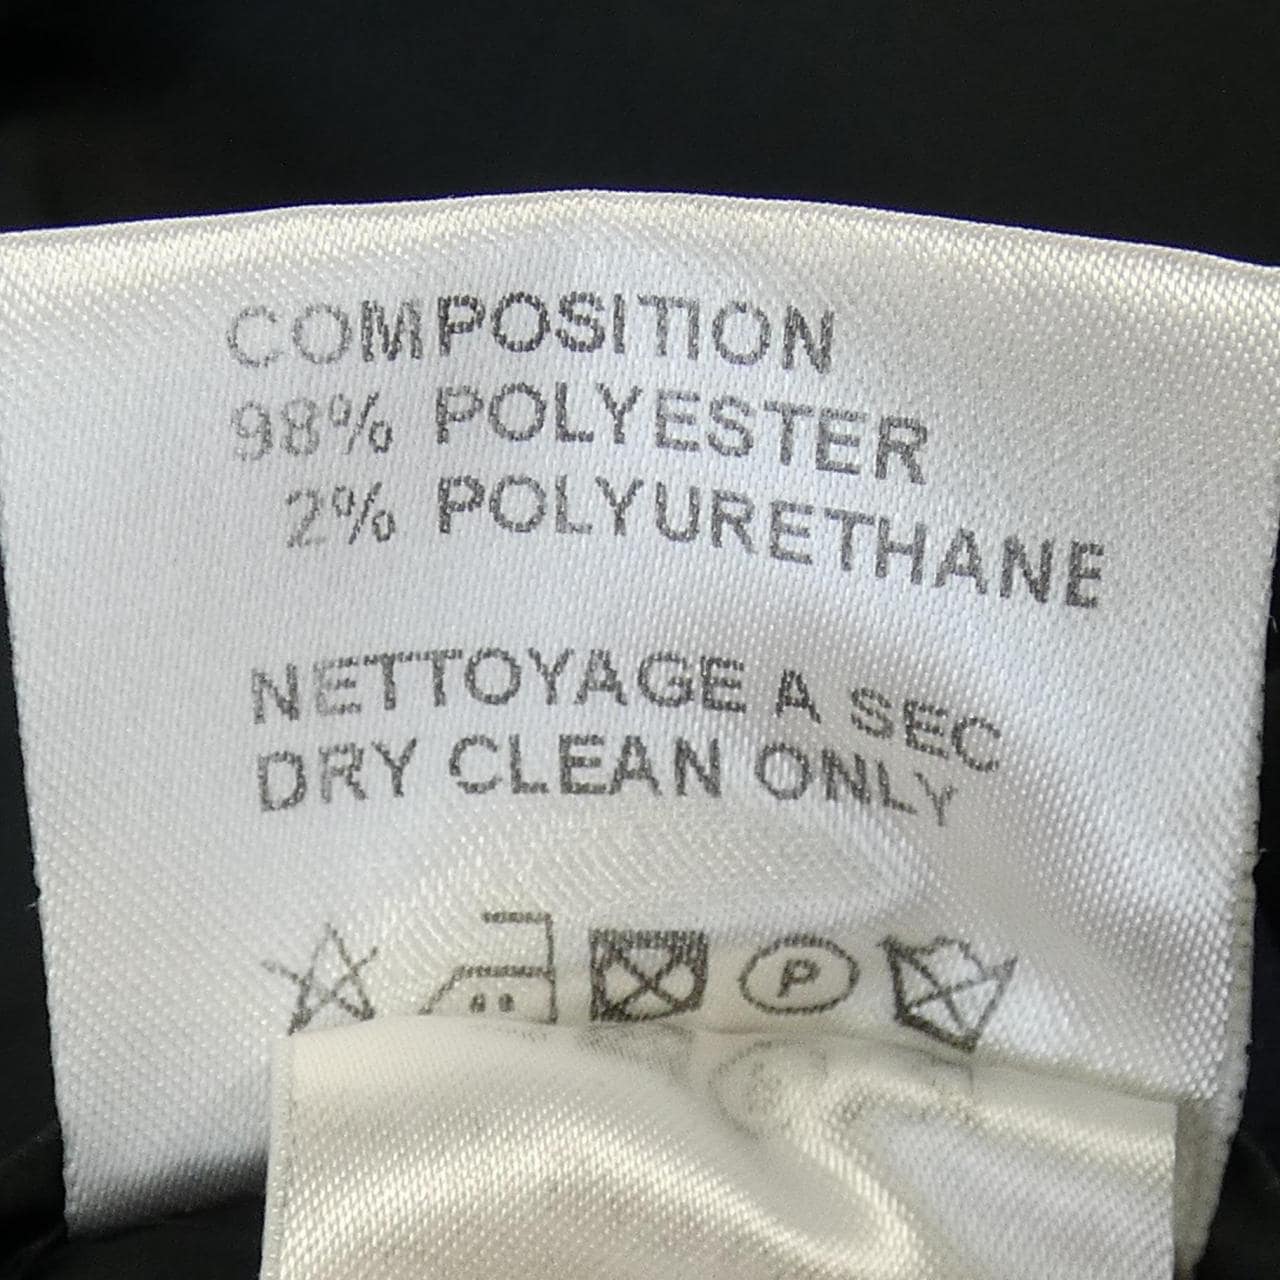 COMPOSITION
98% POLYESTER
2% POLYURETHANE
NETTOYAGE A SEC
DRY CLEAN ONLY
P